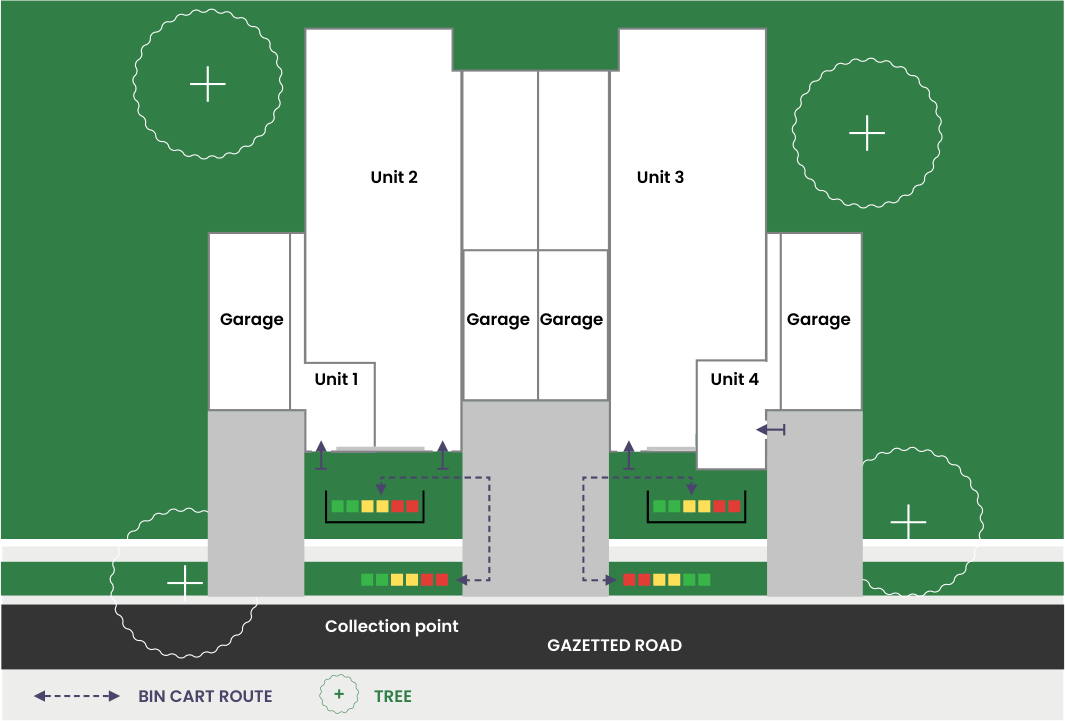 Unit 2
Unit 3
Garage
Garage
Garage
Garage
Unit 1
Unit 4
Collection point
GAZETTED ROAD
BIN CART ROUTE
TREE